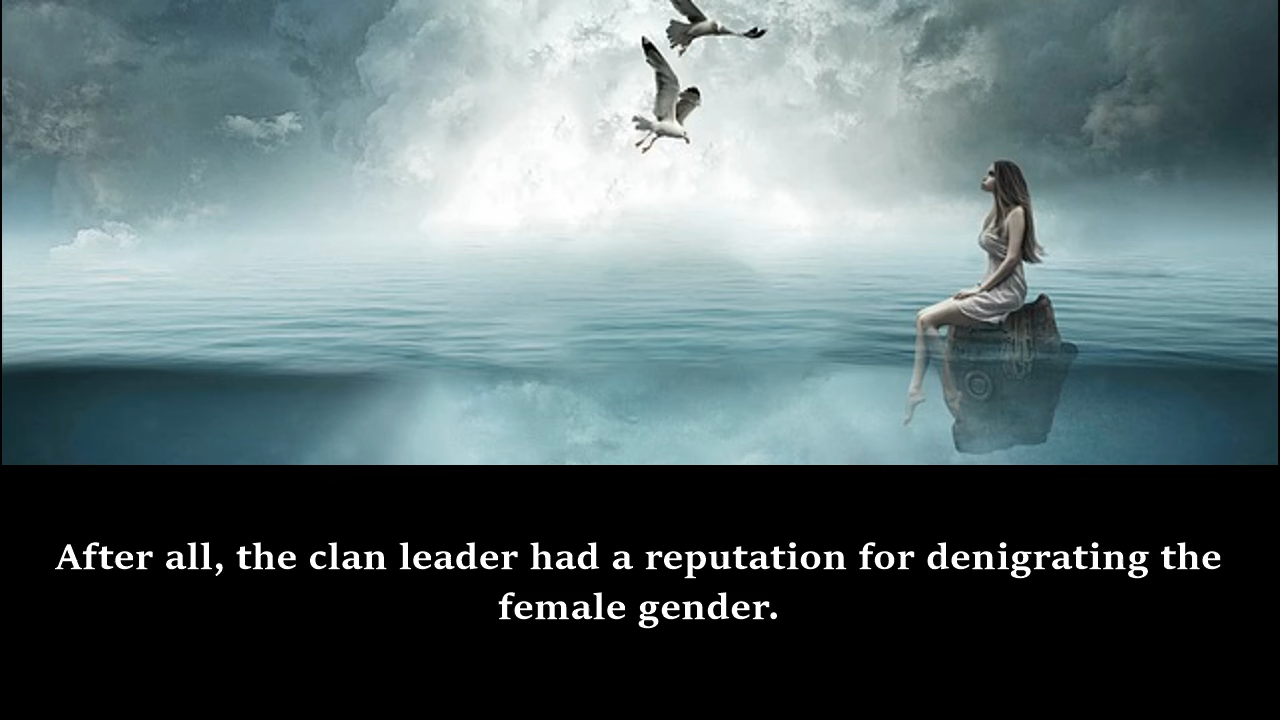 After all, the clan leader had a reputation for denigrating the
female gender.